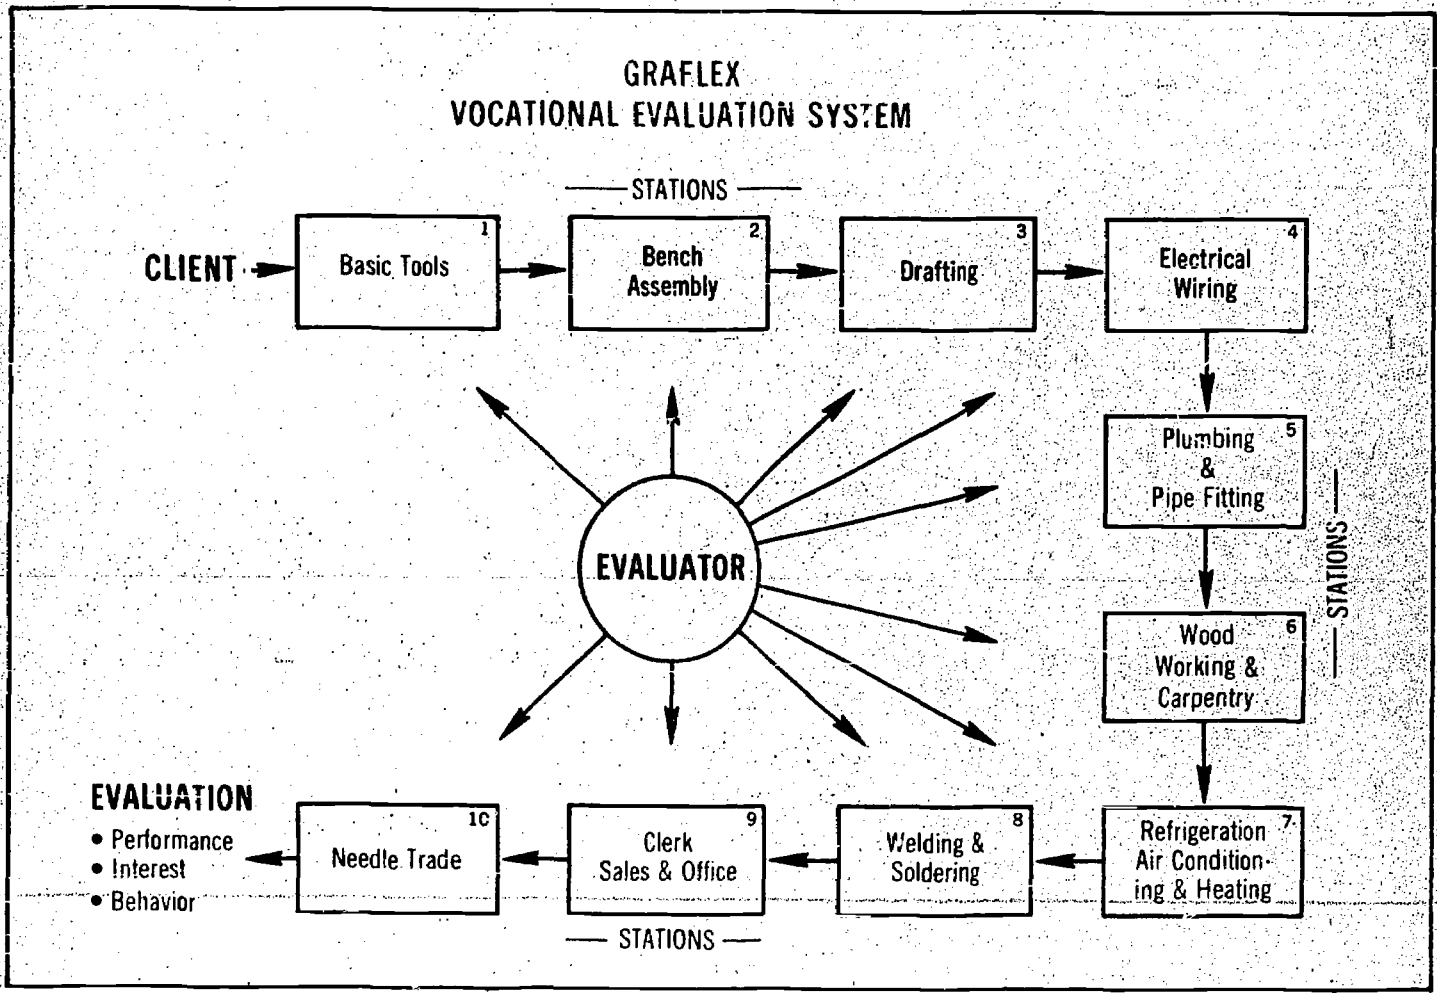 GRAFLEX
VOCATIONAL EVALUATION SYSTEM
STATIONS
CLIENT
1
Basic Tools
2
Bench
Assembly
3
Drafting
4
Electrical
Wiring
5
Plumbing
&
Pipe Fitting
STATIONS
EVALUATOR
6
Wood
Working &
Carpentry
7
Refrigeration
Air Condition-
ing & Heating
8
Welding &
Soldering
9
Clerk
Sales & Office
10
Needle Trade
EVALUATION
• Performance
• Interest
• Behavior
STATIONS